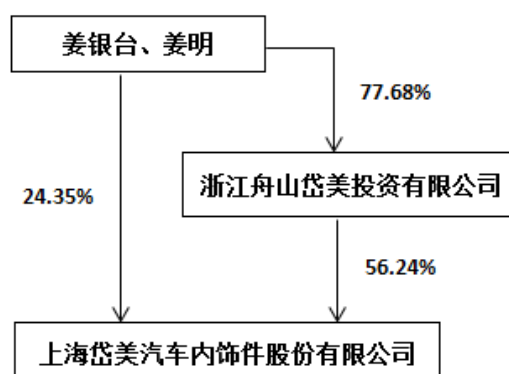 姜银台、姜明
77.68%
浙江舟山岱美投资有限公司
24.35%
56.24%
上海岱美汽车内饰件股份有限公司